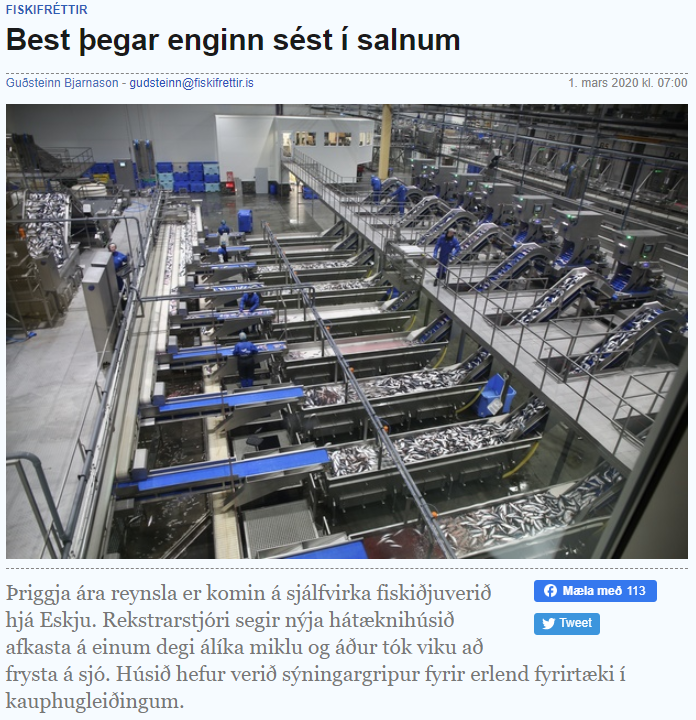 FISKIFRÉTTIR
Best þegar enginn sést í salnum
Guðsteinn Bjarnason - gudsteinn@fiskifrettir.is
1. mars 2020 kl. 07:00
Þriggja ára reynsla er komin á sjálfvirka fiskiðjuverið
hjá Eskju. Rekstrarstjóri segir nýja hátæknihúsið
afkasta á einum degi álíka miklu og áður tók viku að
frysta á sjó. Húsið hefur verið sýningargripur fyrir erlend fyrirtæki í
kauphugleiðingum.
Mæla með 113
Tweet